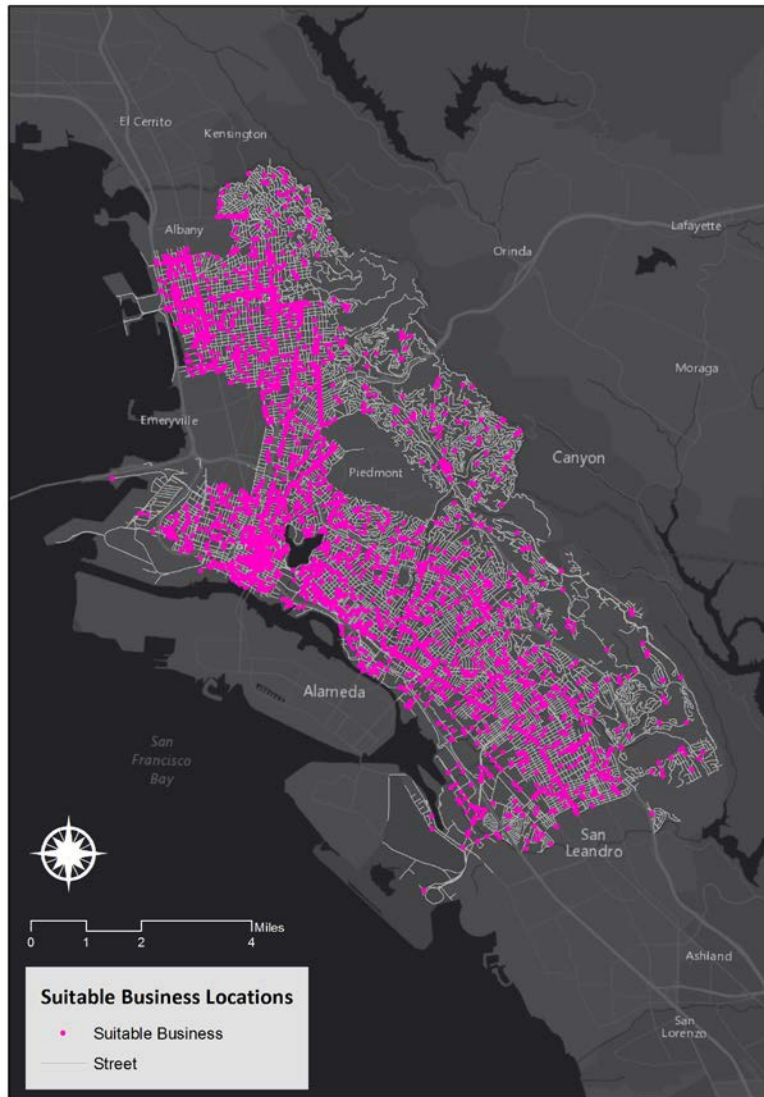 El Cerrito
Kensington
Albany
Orinda
Lafayette
Moraga
Emeryville
Piedmont
Canyon
Alameda
San
Francisco
Bay
San
Leandro
Ashland
San
Lorenzo
Miles
0 1 2 4
Suitable Business Locations
Suitable Business
Street